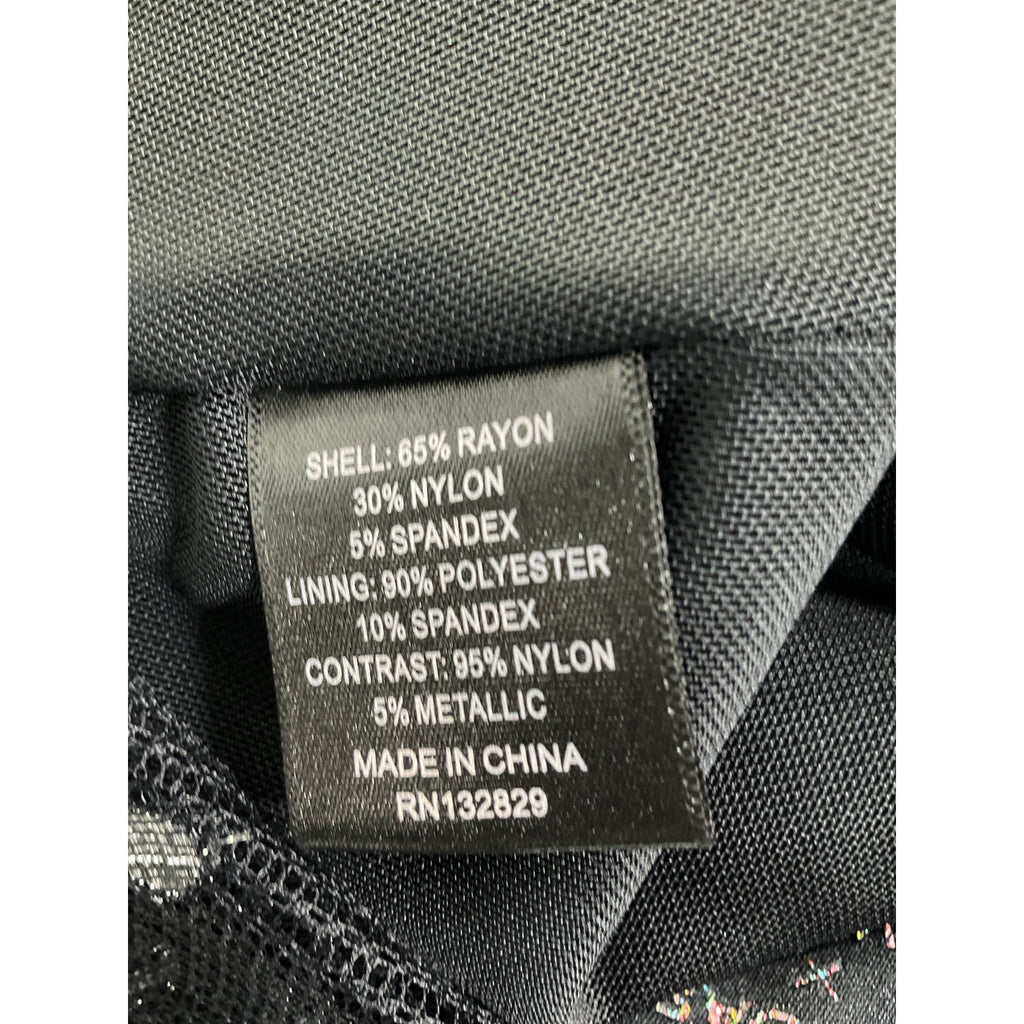 SHELL: 65% RAYON
30% NYLON
5% SPANDEX
LINING: 90% POLYESTER
10% SPANDEX
CONTRAST: 95% NYLON
5% METALLIC
MADE IN CHINA
RN132829